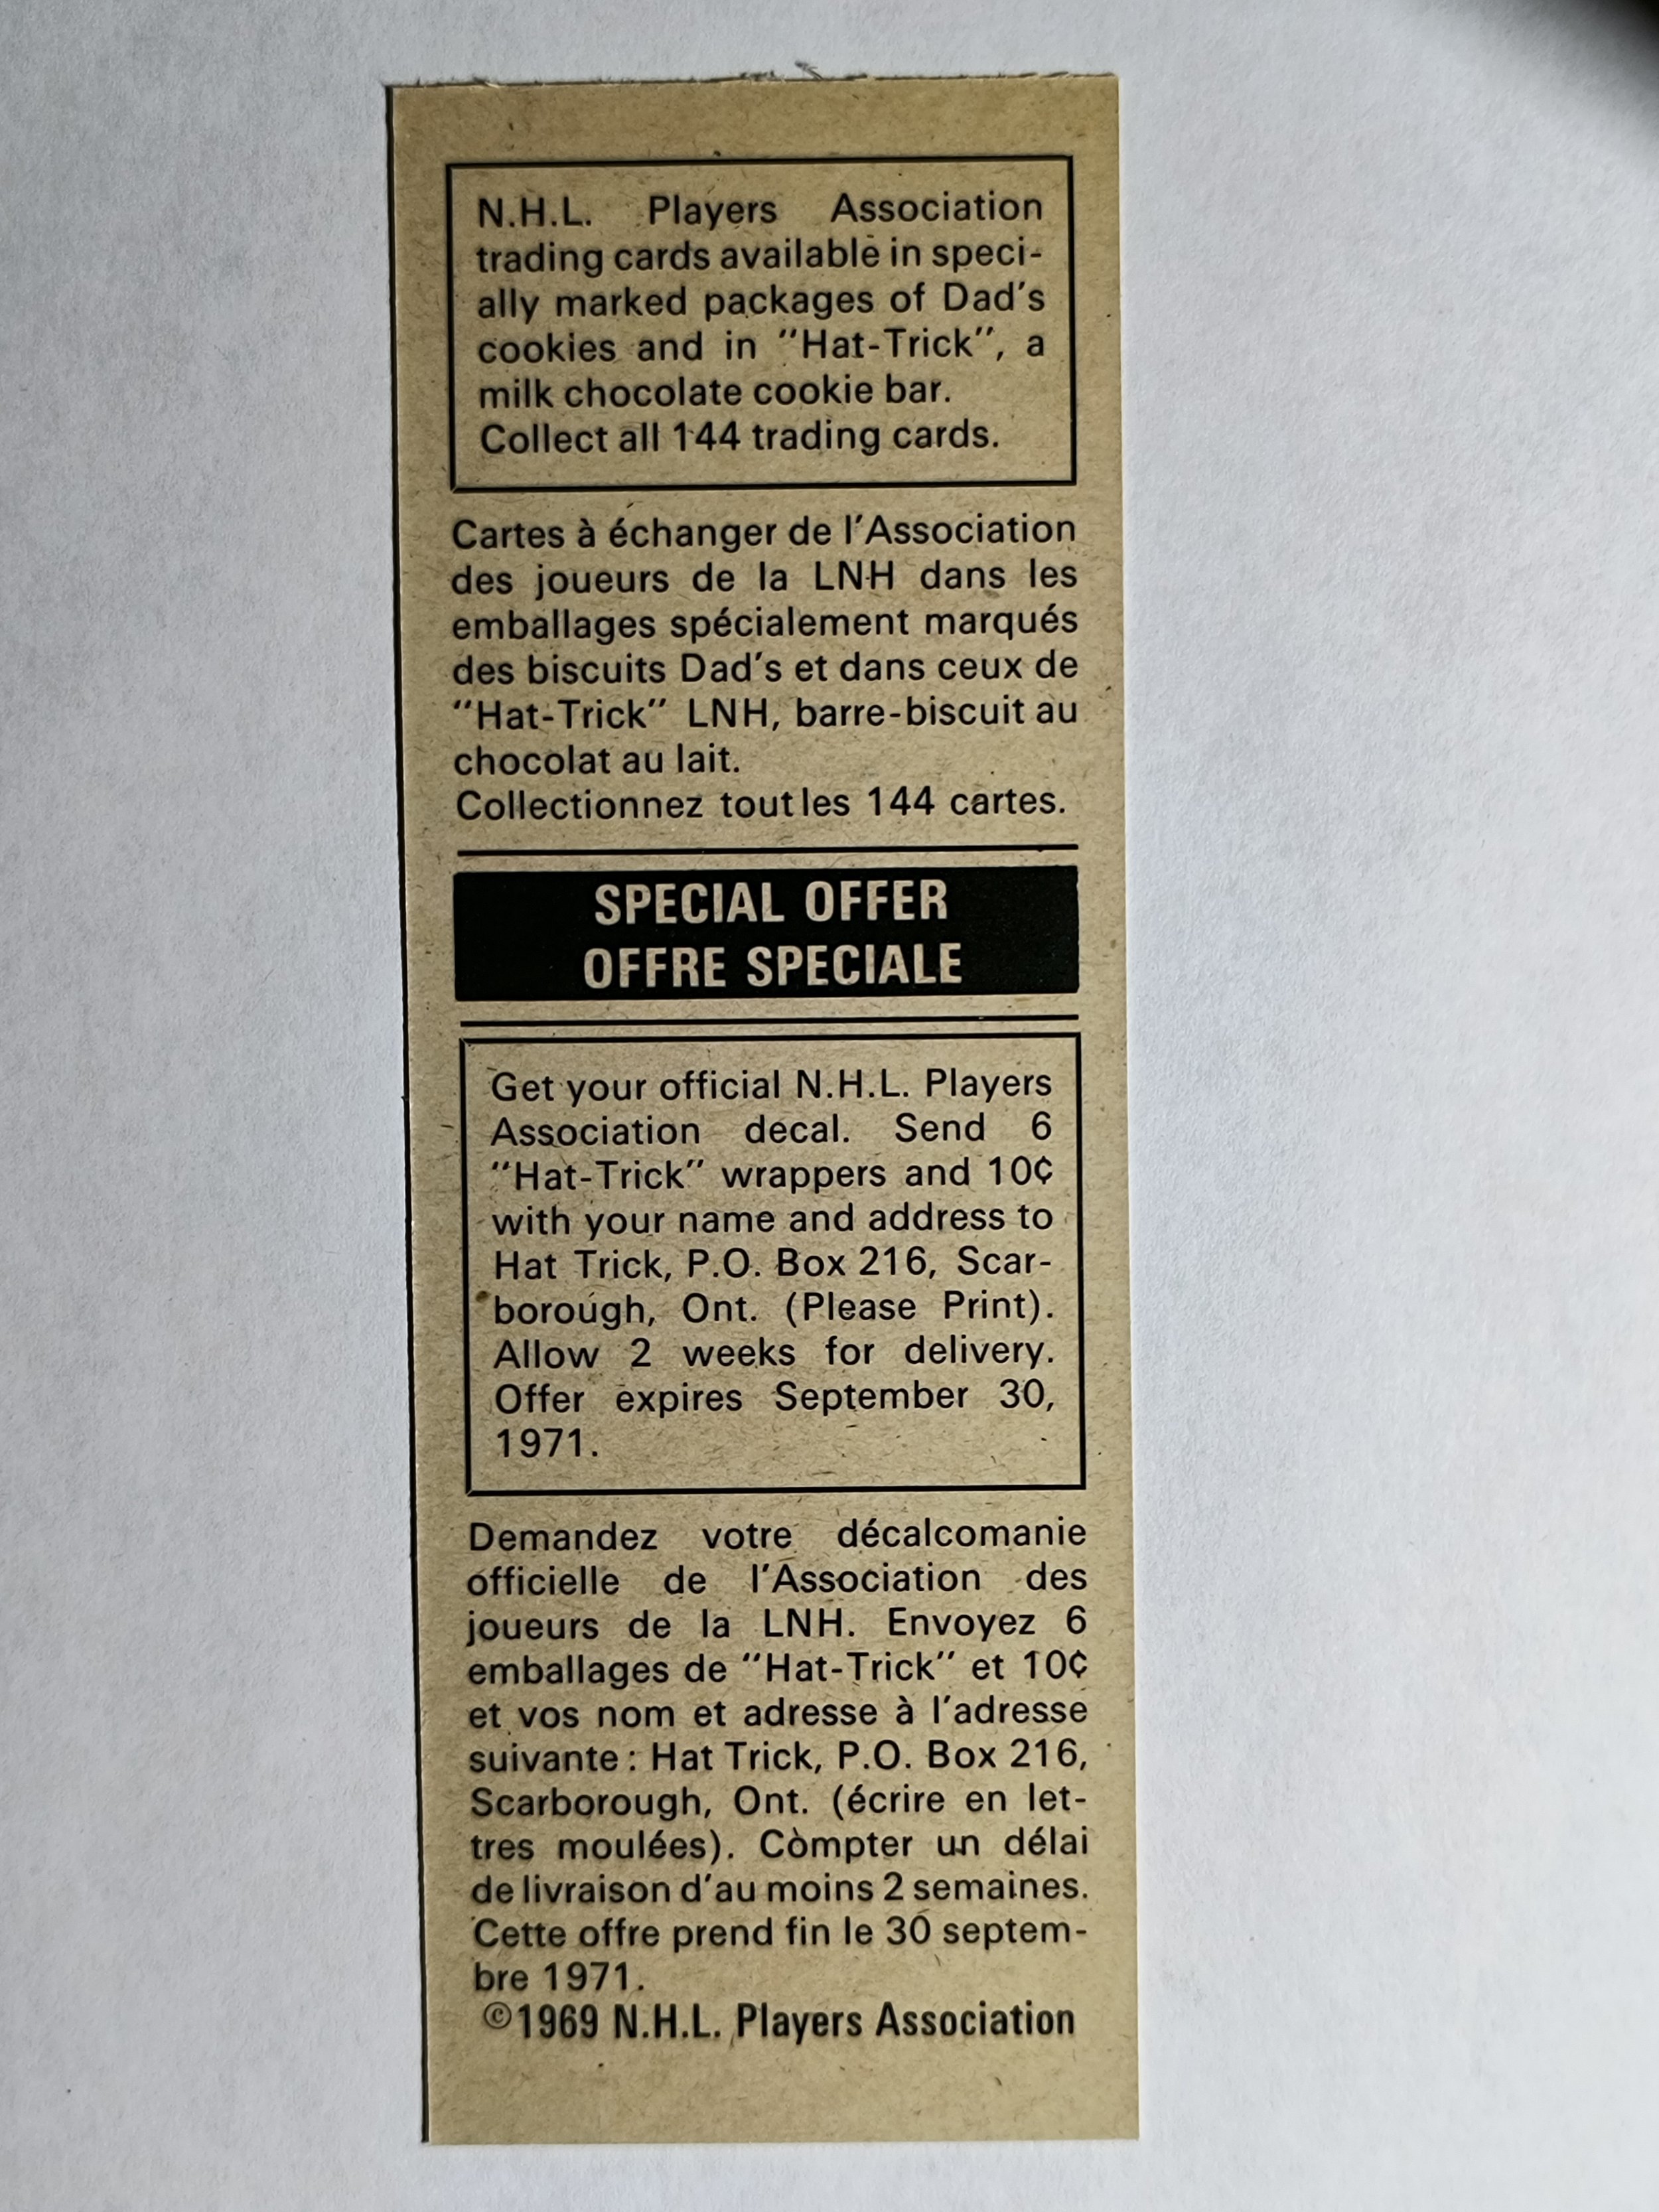 N.H.L. Players Association
trading cards available in speci-
ally marked packages of Dad's
cookies and in "Hat-Trick", a
milk chocolate cookie bar.
Collect all 144 trading cards.
Cartes à échanger de l'Association
des joueurs de la LNH dans les
emballages spécialement marqués
des biscuits Dad's et dans ceux de
"Hat-Trick" LNH, barre-biscuit au
chocolat au lait.
Collectionnez tout les 144 cartes.
SPECIAL OFFER
OFFRE SPECIALE
Get your official N.H.L. Players
Association decal. Send 6
"Hat-Trick" wrappers and 10¢
with your name and address to
Hat Trick, P.O. Box 216, Scar-
borough, Ont. (Please Print).
Allow 2 weeks for delivery.
Offer expires September 30,
1971.
Demandez votre décalcomanie
officielle de l'Association des
joueurs de la LNH. Envoyez 6
emballages de "Hat-Trick" et 10¢
et vos nom et adresse à l'adresse
suivante : Hat Trick, P.O. Box 216,
Scarborough, Ont. (écrire en let-
tres moulées). Compter un délai
de livraison d'au moins 2 semaines.
Cette offre prend fin le 30 septem-
bre 1971.
©1969 N.H.L. Players Association